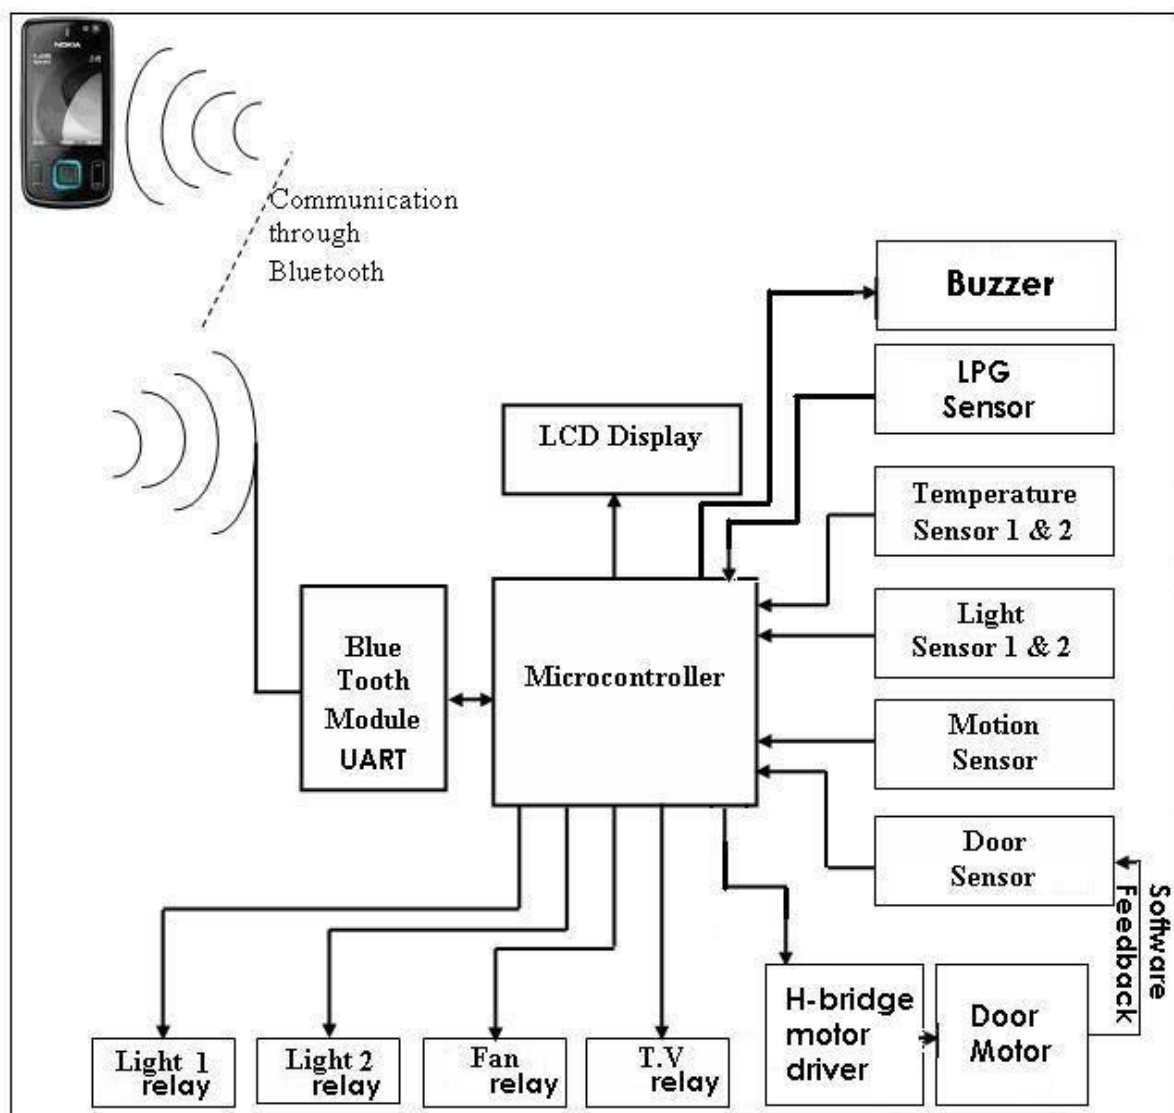 NOKIA
Communication
through
Bluetooth
Buzzer
LPG
Sensor
LCD Display
Temperature
Sensor 1 & 2
Light
Sensor 1 & 2
Blue
Tooth
Module
UART
Microcontroller
Motion
Sensor
Door
Sensor
Software
Feedback
H-bridge
motor
driver
Door
Motor
Light 1
relay
Light 2
relay
Fan
relay
T.V
relay